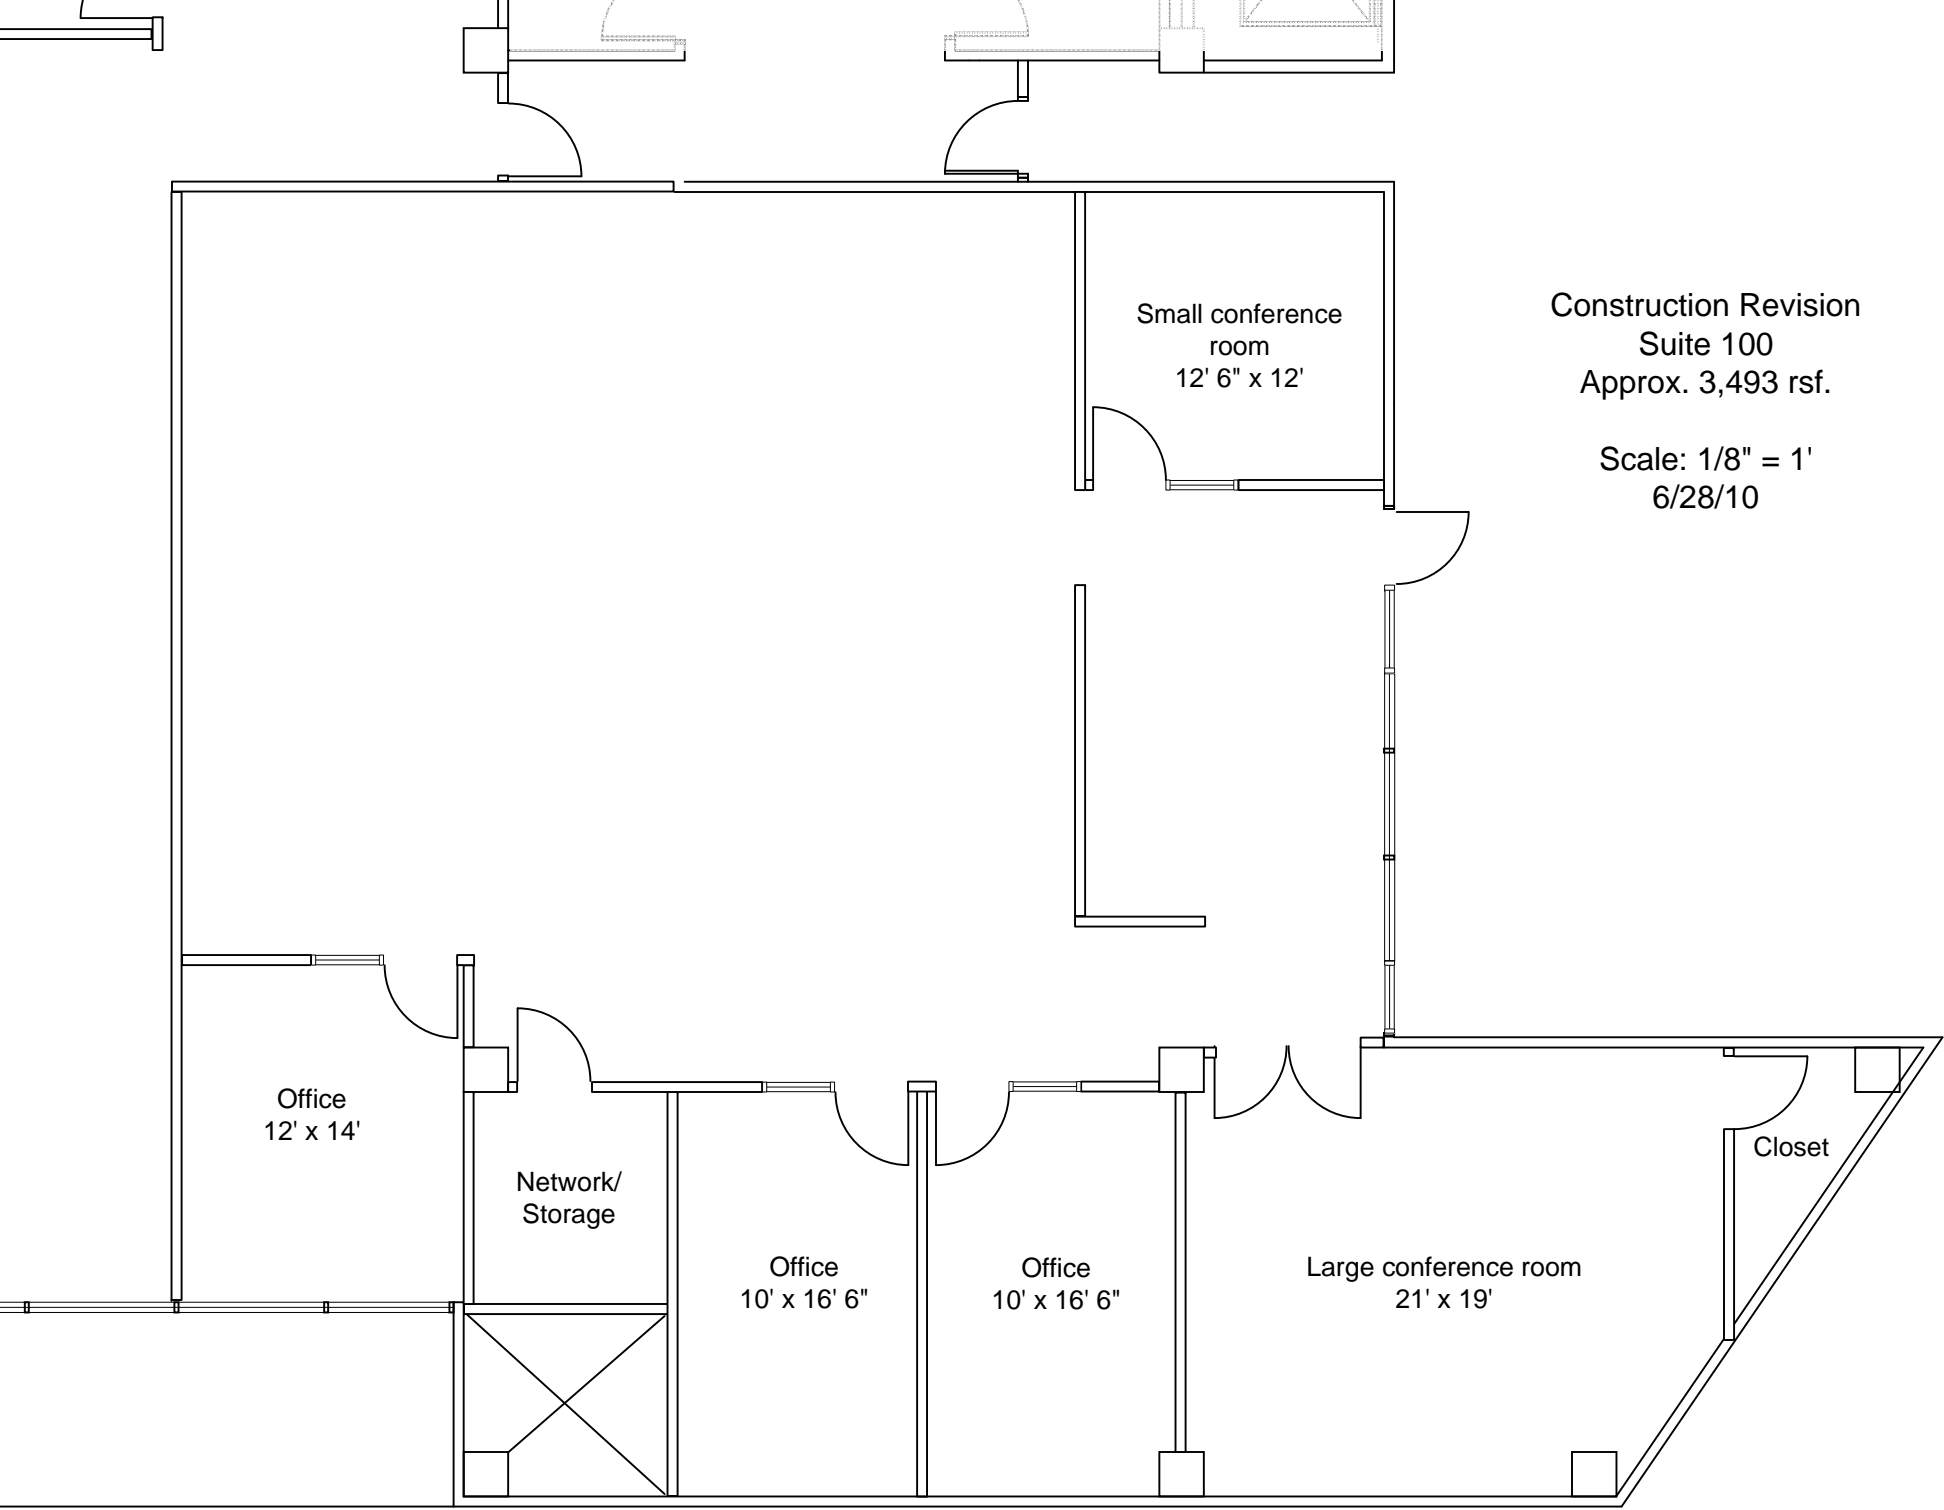 Construction Revision
Suite 100
Approx. 3,493 rsf.
Scale: 1/8" = 1'
6/28/10
Small conference
room
12' 6" x 12'
Office
12' x 14'
Network/
Storage
Office
10' x 16' 6"
Office
10' x 16' 6"
Large conference room
21' x 19'
Closet